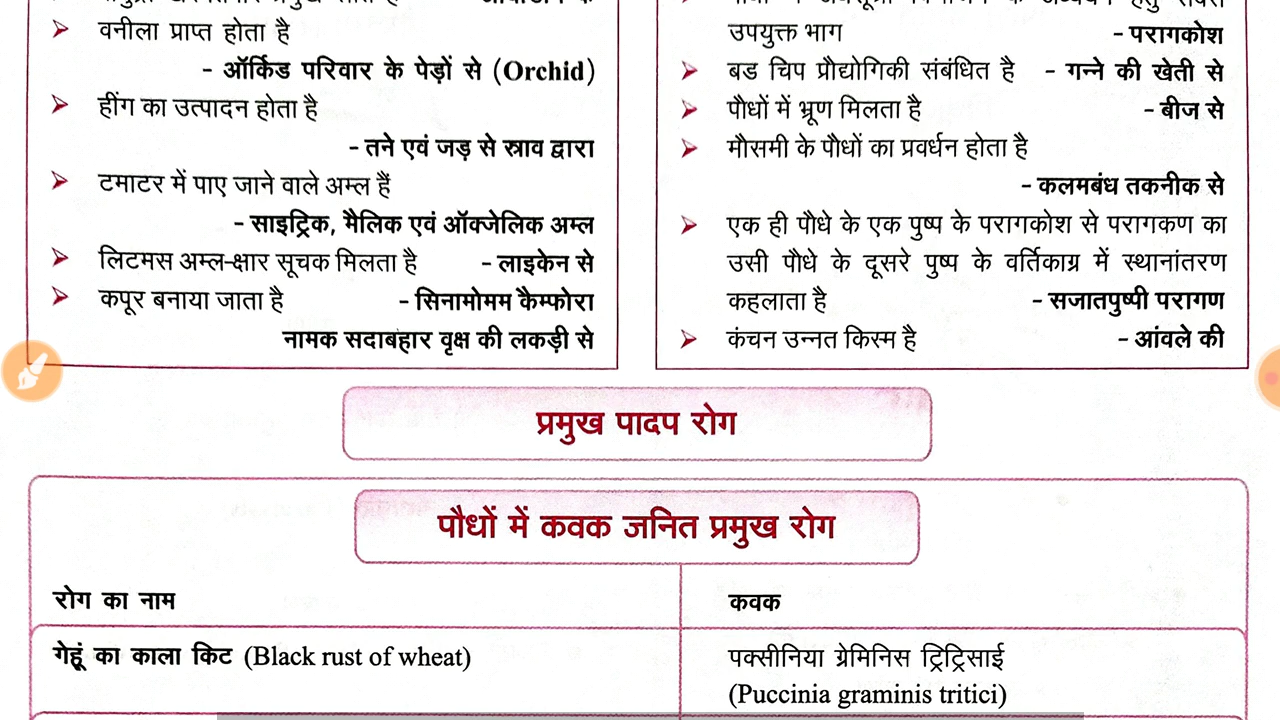 वनीला प्राप्त होता है
- ऑर्किड परिवार के पेड़ों से (Orchid)
हींग का उत्पादन होता है
- तने एवं जड़ से स्राव द्वारा
टमाटर में पाए जाने वाले अम्ल हैं
- साइट्रिक, मैलिक एवं ऑक्जेलिक अम्ल
लिटमस अम्ल-क्षार सूचक मिलता है - लाइकेन से
कपूर बनाया जाता है - सिनामोमम कैम्फोरा
नामक सदाबहार वृक्ष की लकड़ी से
उपयुक्त भाग - परागकोश
बड चिप प्रौद्योगिकी संबंधित है - गन्ने की खेती से
पौधों में भ्रूण मिलता है - बीज से
मौसमी के पौधों का प्रवर्धन होता है
- कलमबंध तकनीक से
एक ही पौधे के एक पुष्प के परागकोश से परागकण का
उसी पौधे के दूसरे पुष्प के वर्तिकाग्र में स्थानांतरण
कहलाता है - सजातपुष्पी परागण
कंचन उन्नत किस्म है - आंवले की
प्रमुख पादप रोग
पौधों में कवक जनित प्रमुख रोग
रोग का नाम कवक
गेहूं का काला किट (Black rust of wheat) पक्सीनिया ग्रेमिनिस ट्रिट्रिसाई
(Puccinia graminis tritici)